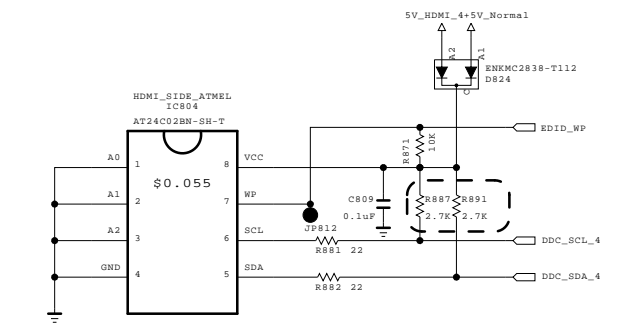 5V_HDMI_4+5V_Normal
A2
A1
ENKMC2838-T112
D824
C
HDMI_SIDE_ATMEL
IC804
AT24C02BN-SH-T
EDID_WP
R871
10K
A0 1 8 VCC
$0.055
A1 2 7 WP
C809
0.1uF
R887 R891
2.7K 2.7K
JP812
A2 3 6 SCL
DDC_SCL_4
R881 22
GND 4 5 SDA
DDC_SDA_4
R882 22